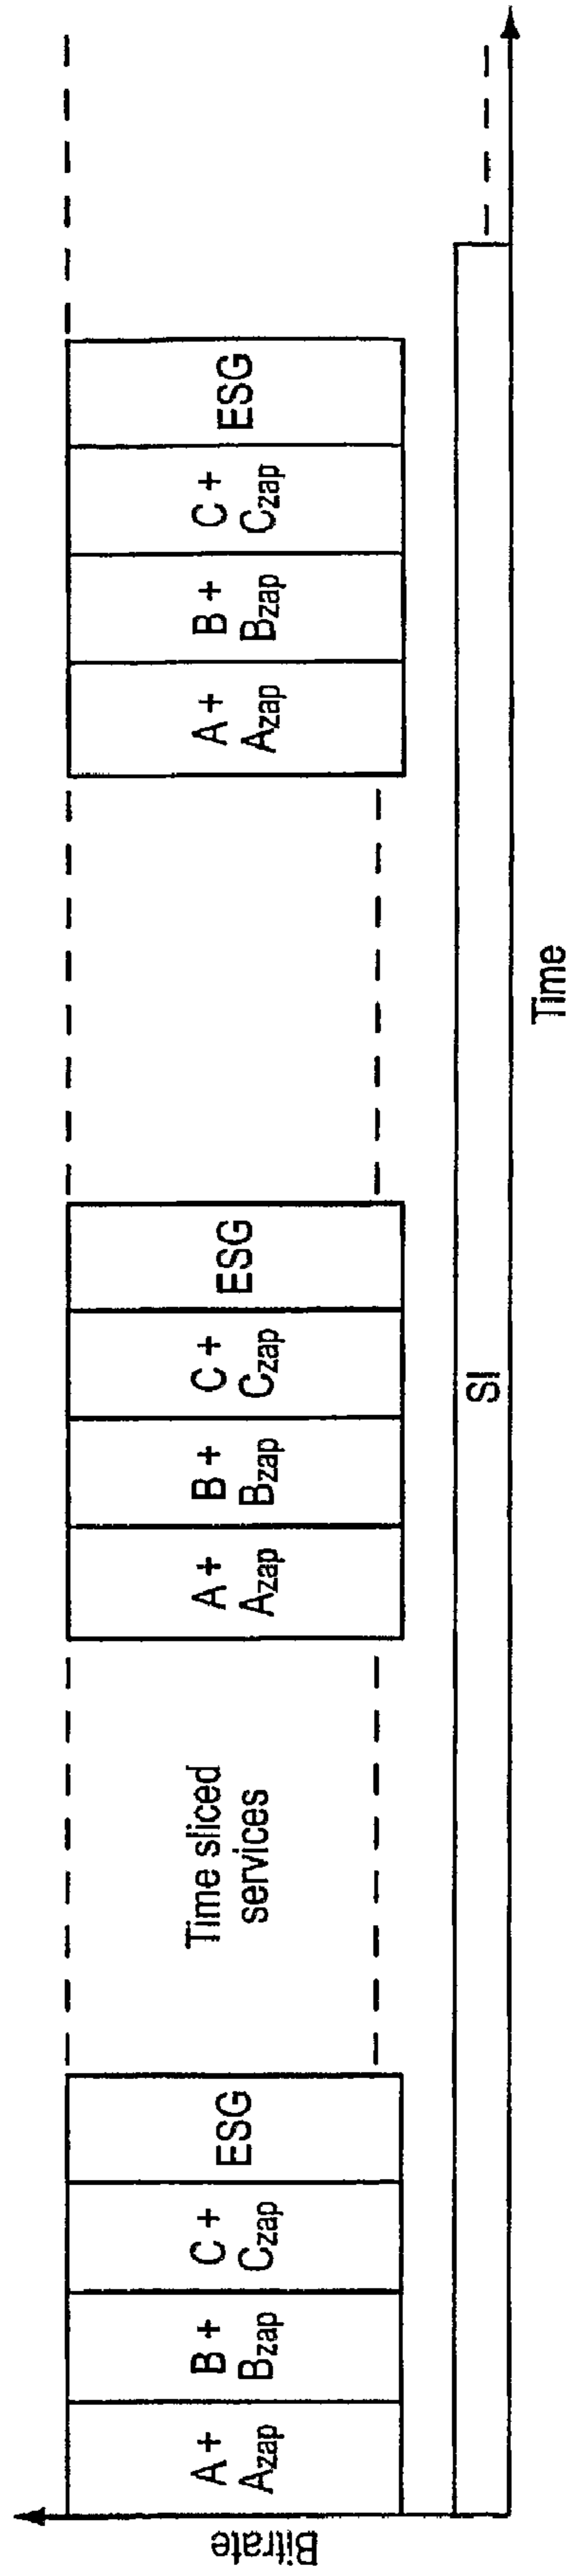 Bitrate
A +
Azap
B +
Bzap
C +
Czap
ESG
Time sliced
services
A +
Azap
B +
Bzap
C +
Czap
ESG
A +
Azap
B +
Bzap
C +
Czap
ESG
SI
Time